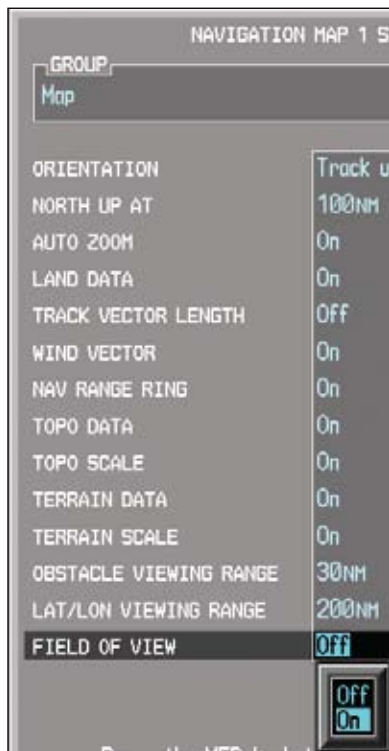 NAVIGATION MAP 1
GROUP
Map
ORIENTATION Track
NORTH UP AT 100NM
AUTO ZOOM On
LAND DATA On
TRACK VECTOR LENGTH Off
WIND VECTOR On
NAV RANGE RING On
TOPO DATA On
TOPO SCALE On
TERRAIN DATA On
TERRAIN SCALE On
OBSTACLE VIEWING RANGE 30NM
LAT/LON VIEWING RANGE 200NM
FIELD OF VIEW Off
Off
On